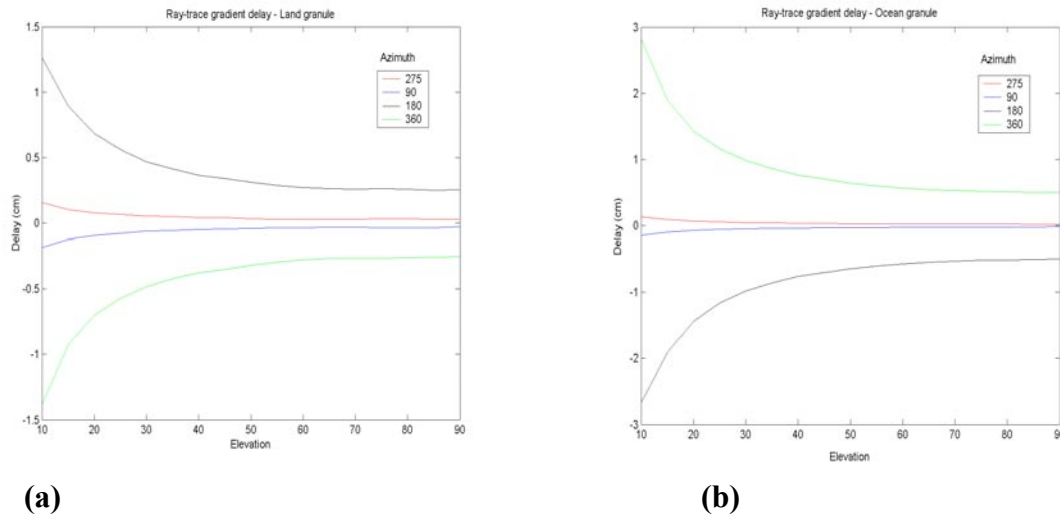 Ray-trace gradient delay - Land granule
1.5
1
0.5
0
-0.5
-1
-1.5
Delay (cm)
Azimuth
275
90
180
360
10 20 30 40 50 60 70 80 90
Elevation
(a)
Ray-trace gradient delay - Ocean granule
3
2
1
0
-1
-2
-3
Delay (cm)
Azimuth
275
90
180
360
10 20 30 40 50 60 70 80 90
Elevation
(b)